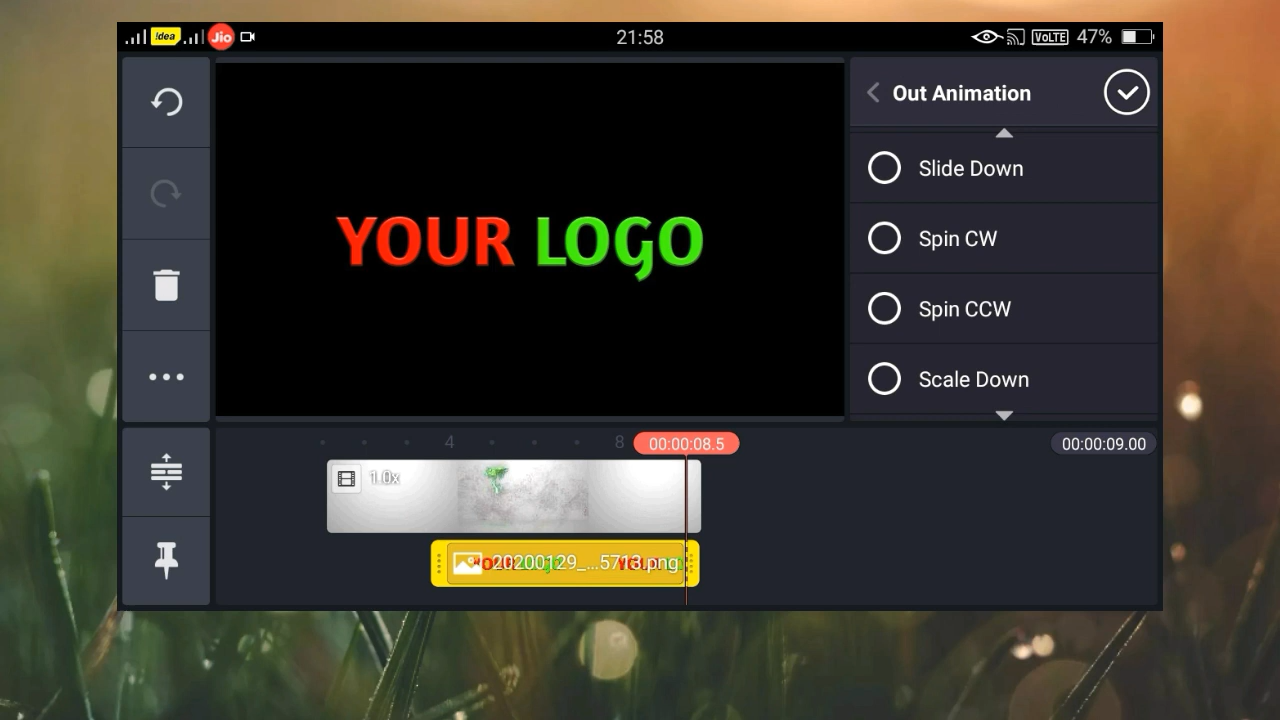 !dea
Jio
21:58
VoLTE
47%
Out Animation
YOUR LOGO
Slide Down
Spin CW
Spin CCW
Scale Down
4
8
00:00:08.5
00:00:09.00
1.0x
20200129_...5713.png